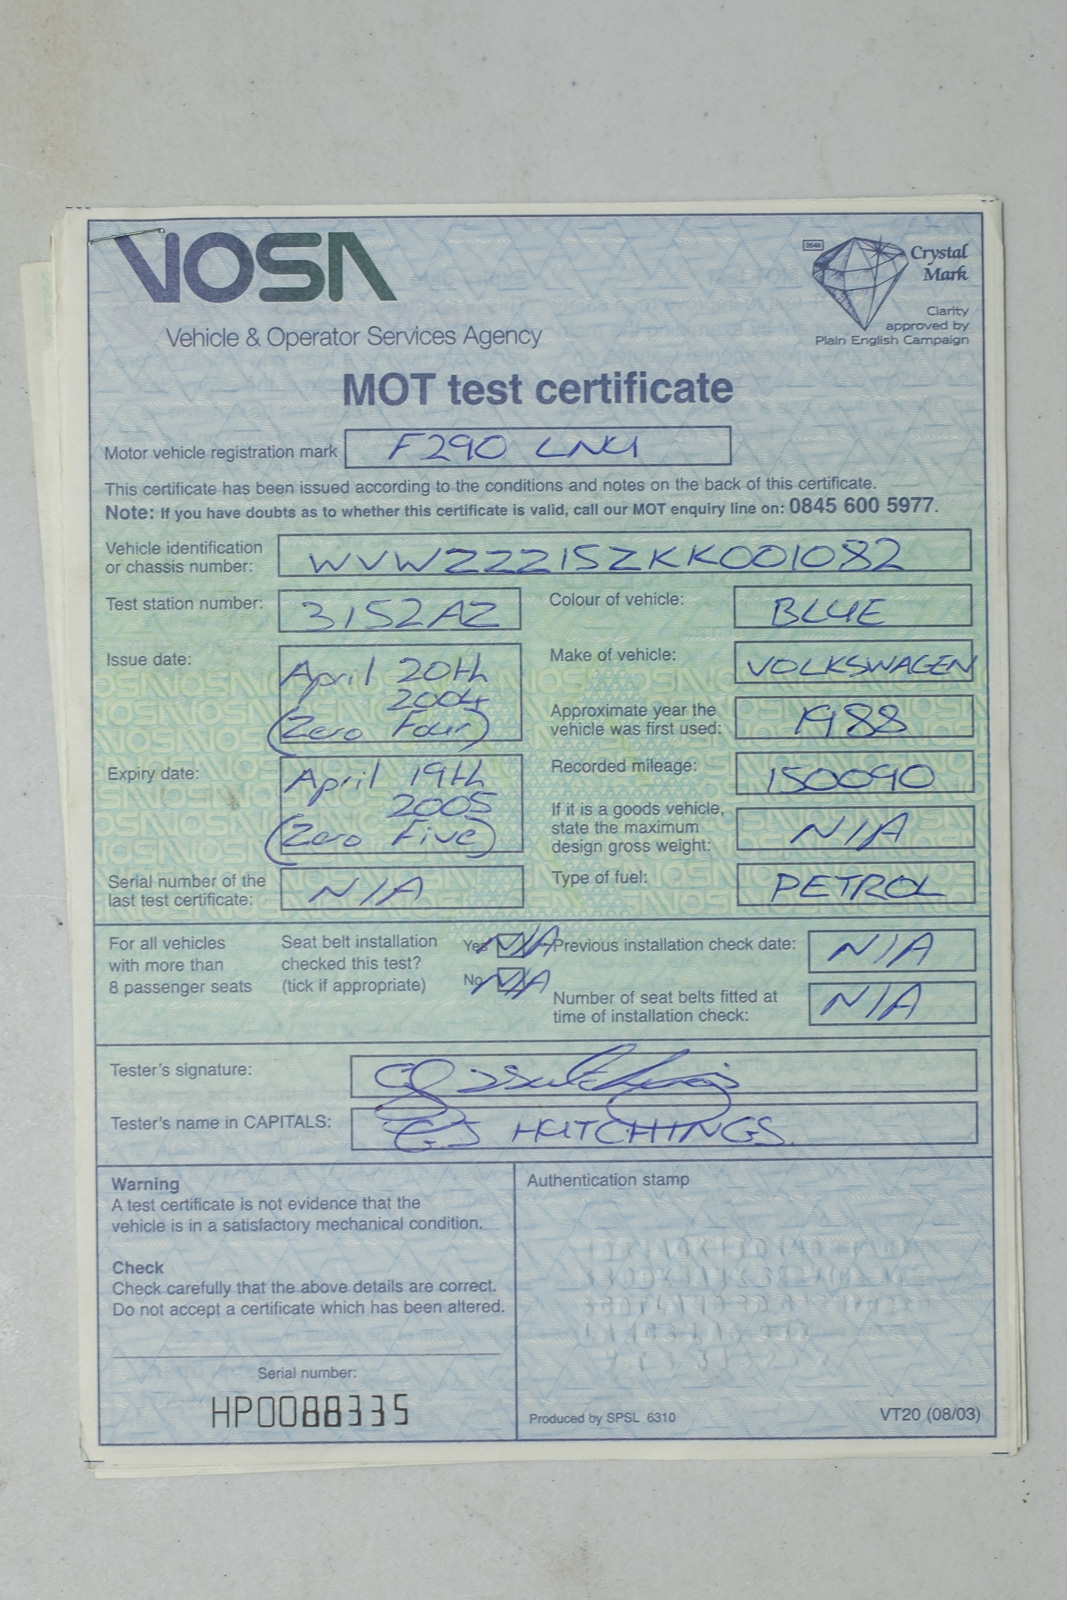 VOSA
Vehicle & Operator Services Agency
Crystal
Mark
Clarity
approved by
Plain English Campaign
MOT test certificate
Motor vehicle registration mark F290 LNU
This certificate has been issued according to the conditions and notes on the back of this certificate.
Note: If you have doubts as to whether this certificate is valid, call our MOT enquiry line on: 0845 600 5977.
Vehicle identification
or chassis number: WVWZZZ15ZKK001082
Test station number: 3152AZ
Colour of vehicle: BLUE
Issue date: April 20th
2004
(Zero Four)
Make of vehicle: VOLKSWAGEN
Approximate year the
vehicle was first used: 1988
Expiry date: April 19th
2005
(Zero Five)
Recorded mileage: 150090
If it is a goods vehicle,
state the maximum
design gross weight: N/A
Serial number of the
last test certificate: N/A
Type of fuel: PETROL
For all vehicles
with more than
8 passenger seats
Seat belt installation
checked this test?
(tick if appropriate)
Yes N/A
No N/A
Previous installation check date: N/A
Number of seat belts fitted at
time of installation check: N/A
Tester's signature:
Tester's name in CAPITALS: GJ HUTCHINGS
Warning
A test certificate is not evidence that the
vehicle is in a satisfactory mechanical condition.
Check
Check carefully that the above details are correct.
Do not accept a certificate which has been altered.
Serial number:
HP0088335
Authentication stamp
Produced by SPSL 6310
VT20 (08/03)